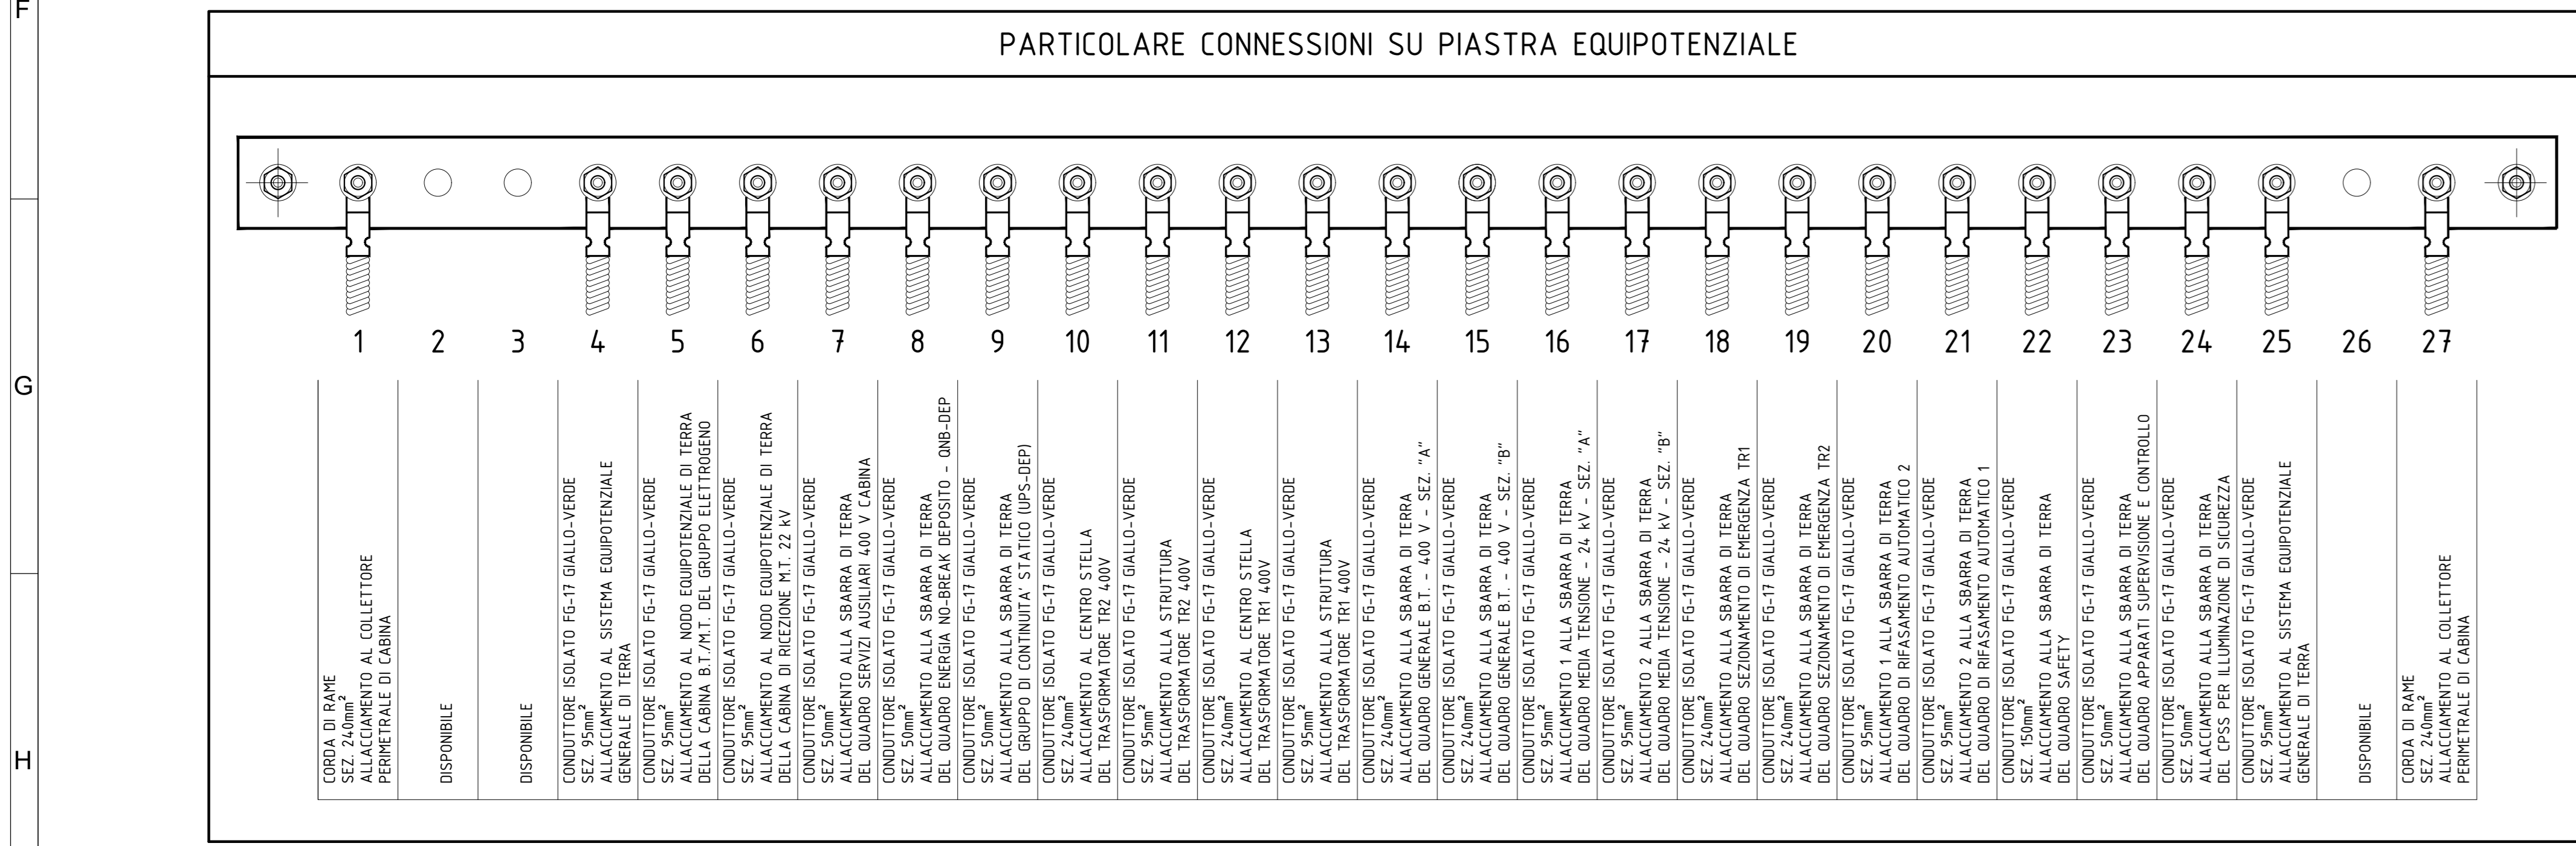 F
G
H
PARTICOLARE CONNESSIONI SU PIASTRA EQUIPOTENZIALE
1
2
3
4
5
6
7
8
9
10
11
12
13
14
15
16
17
18
19
20
21
22
23
24
25
26
27
CORDA DI RAME
SEZ. 240mm²
ALLACCIAMENTO AL COLLETTORE
PERIMETRALE DI CABINA
DISPONIBILE
DISPONIBILE
CONDUTTORE ISOLATO FG-17 GIALLO-VERDE
SEZ. 95mm²
ALLACCIAMENTO AL SISTEMA EQUIPOTENZIALE
GENERALE DI TERRA
CONDUTTORE ISOLATO FG-17 GIALLO-VERDE
SEZ. 95mm²
ALLACCIAMENTO AL NODO EQUIPOTENZIALE DI TERRA
DELLA CABINA B.T./M.T. DEL GRUPPO ELETTROGENO
CONDUTTORE ISOLATO FG-17 GIALLO-VERDE
SEZ. 95mm²
ALLACCIAMENTO AL NODO EQUIPOTENZIALE DI TERRA
DELLA CABINA DI RICEZIONE M.T. 22 kV
CONDUTTORE ISOLATO FG-17 GIALLO-VERDE
SEZ. 50mm²
ALLACCIAMENTO ALLA SBARRA DI TERRA
DEL QUADRO SERVIZI AUSILIARI 400 V CABINA
CONDUTTORE ISOLATO FG-17 GIALLO-VERDE
SEZ. 50mm²
ALLACCIAMENTO ALLA SBARRA DI TERRA
DEL QUADRO ENERGIA NO-BREAK DEPOSITO - QNB-DEP
CONDUTTORE ISOLATO FG-17 GIALLO-VERDE
SEZ. 50mm²
ALLACCIAMENTO ALLA SBARRA DI TERRA
DEL GRUPPO DI CONTINUITA' STATICO (UPS-DEP)
CONDUTTORE ISOLATO FG-17 GIALLO-VERDE
SEZ. 240mm²
ALLACCIAMENTO AL CENTRO STELLA
DEL TRASFORMATORE TR2 400V
CONDUTTORE ISOLATO FG-17 GIALLO-VERDE
SEZ. 95mm²
ALLACCIAMENTO ALLA STRUTTURA
DEL TRASFORMATORE TR2 400V
CONDUTTORE ISOLATO FG-17 GIALLO-VERDE
SEZ. 240mm²
ALLACCIAMENTO AL CENTRO STELLA
DEL TRASFORMATORE TR1 400V
CONDUTTORE ISOLATO FG-17 GIALLO-VERDE
SEZ. 95mm²
ALLACCIAMENTO ALLA STRUTTURA
DEL TRASFORMATORE TR1 400V
CONDUTTORE ISOLATO FG-17 GIALLO-VERDE
SEZ. 240mm²
ALLACCIAMENTO ALLA SBARRA DI TERRA
DEL QUADRO GENERALE B.T. - 400 V - SEZ. "A"
CONDUTTORE ISOLATO FG-17 GIALLO-VERDE
SEZ. 240mm²
ALLACCIAMENTO ALLA SBARRA DI TERRA
DEL QUADRO GENERALE B.T. - 400 V - SEZ. "B"
CONDUTTORE ISOLATO FG-17 GIALLO-VERDE
SEZ. 95mm²
ALLACCIAMENTO 1 ALLA SBARRA DI TERRA
DEL QUADRO MEDIA TENSIONE - 24 kV - SEZ. "A"
CONDUTTORE ISOLATO FG-17 GIALLO-VERDE
SEZ. 95mm²
ALLACCIAMENTO 2 ALLA SBARRA DI TERRA
DEL QUADRO MEDIA TENSIONE - 24 kV - SEZ. "B"
CONDUTTORE ISOLATO FG-17 GIALLO-VERDE
SEZ. 240mm²
ALLACCIAMENTO ALLA SBARRA DI TERRA
DEL QUADRO SEZIONAMENTO DI EMERGENZA TR1
CONDUTTORE ISOLATO FG-17 GIALLO-VERDE
SEZ. 240mm²
ALLACCIAMENTO ALLA SBARRA DI TERRA
DEL QUADRO SEZIONAMENTO DI EMERGENZA TR2
CONDUTTORE ISOLATO FG-17 GIALLO-VERDE
SEZ. 95mm²
ALLACCIAMENTO 1 ALLA SBARRA DI TERRA
DEL QUADRO DI RIFASAMENTO AUTOMATICO 2
CONDUTTORE ISOLATO FG-17 GIALLO-VERDE
SEZ. 95mm²
ALLACCIAMENTO 2 ALLA SBARRA DI TERRA
DEL QUADRO DI RIFASAMENTO AUTOMATICO 1
CONDUTTORE ISOLATO FG-17 GIALLO-VERDE
SEZ. 150mm²
ALLACCIAMENTO ALLA SBARRA DI TERRA
DEL QUADRO SAFETY
CONDUTTORE ISOLATO FG-17 GIALLO-VERDE
SEZ. 50mm²
ALLACCIAMENTO ALLA SBARRA DI TERRA
DEL QUADRO APPARATI SUPERVISIONE E CONTROLLO
CONDUTTORE ISOLATO FG-17 GIALLO-VERDE
SEZ. 50mm²
ALLACCIAMENTO ALLA SBARRA DI TERRA
DEL CPSS PER ILLUMINAZIONE DI SICUREZZA
CONDUTTORE ISOLATO FG-17 GIALLO-VERDE
SEZ. 95mm²
ALLACCIAMENTO AL SISTEMA EQUIPOTENZIALE
GENERALE DI TERRA
DISPONIBILE
CORDA DI RAME
SEZ. 240mm²
ALLACCIAMENTO AL COLLETTORE
PERIMETRALE DI CABINA